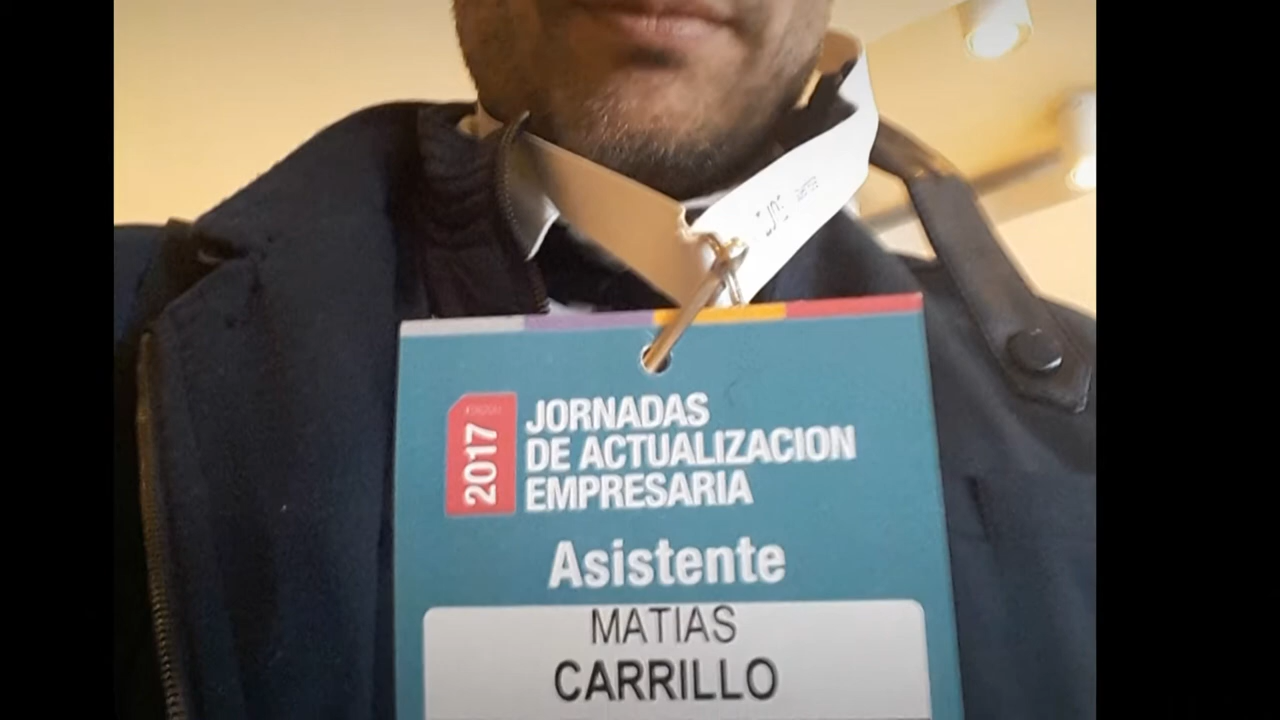 2017
JORNADAS
DE ACTUALIZACION
EMPRESARIA
Asistente
MATIAS
CARRILLO